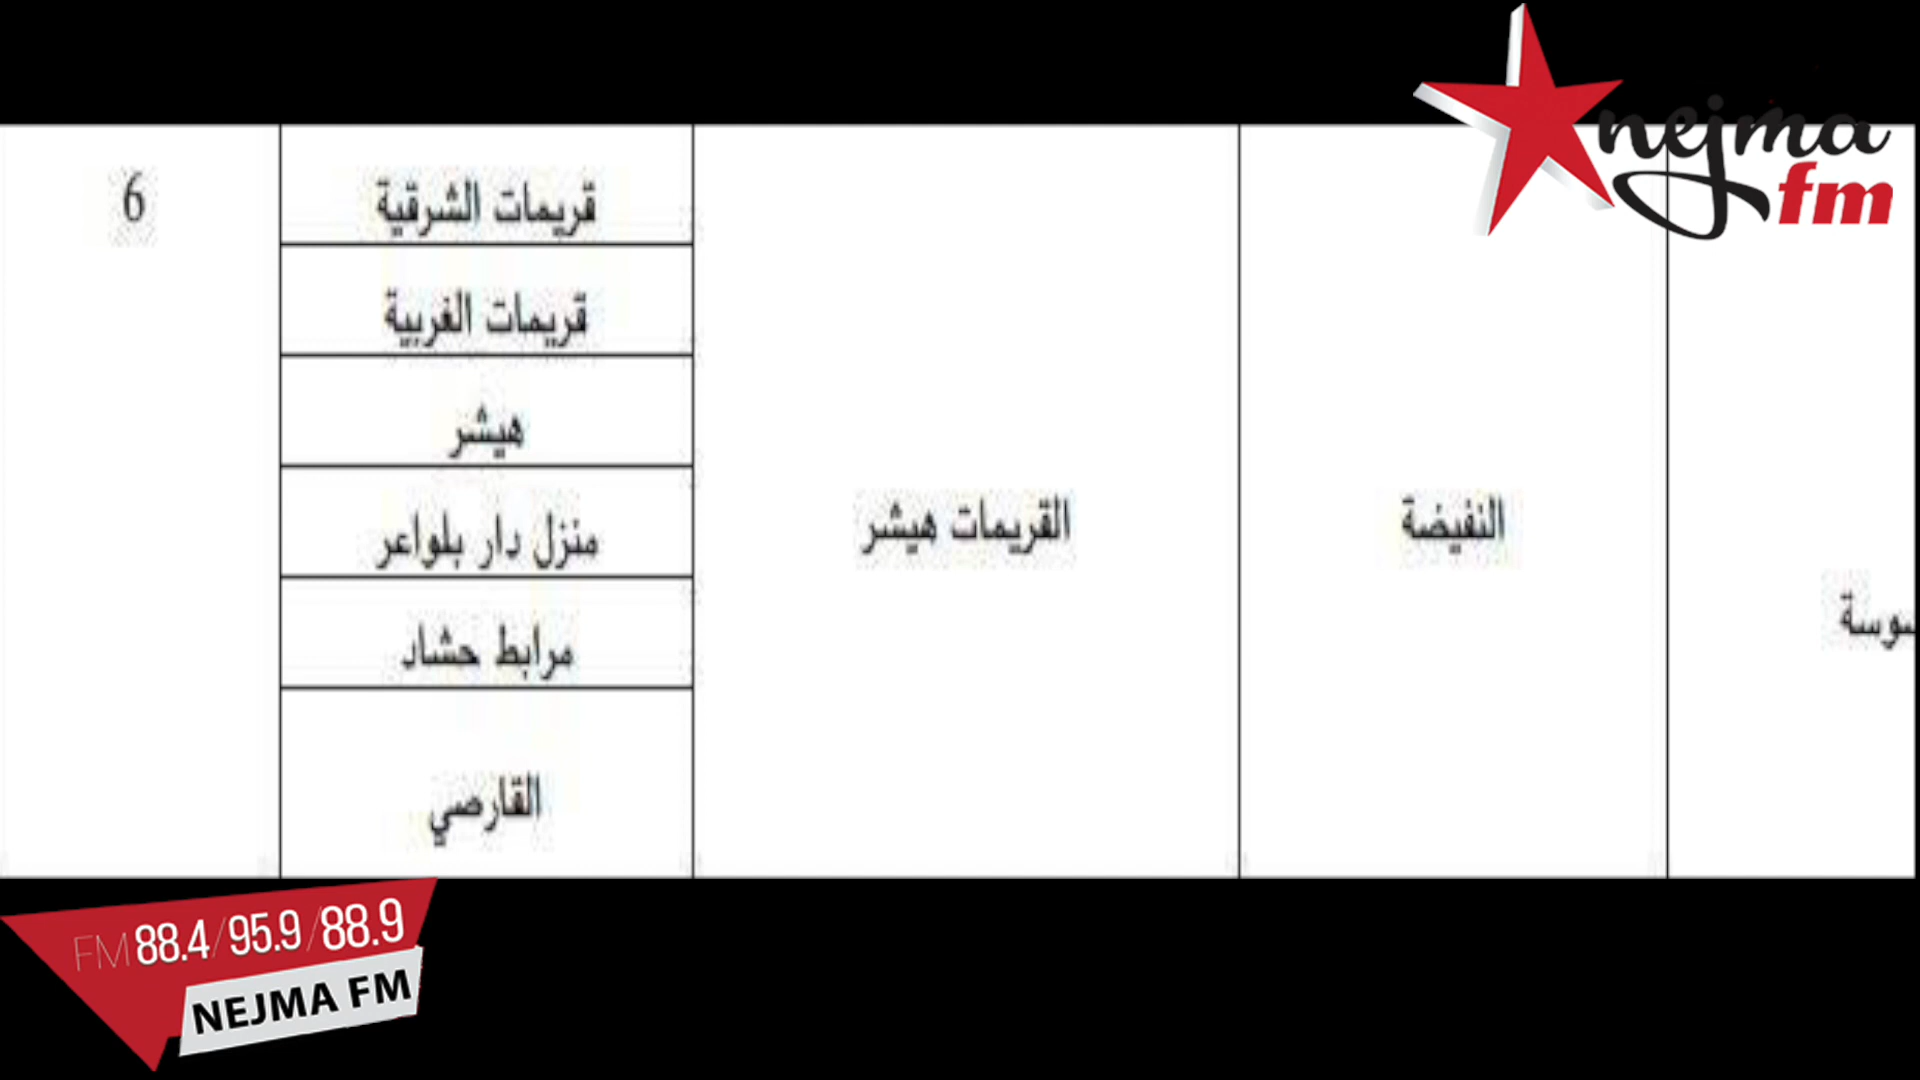 nejma
fm
سوسة
النفيضة
القريمات هيشر
قريمات الشرقية
قريمات الغربية
هيشر
منزل دار بلواعر
مرابط حشاد
القارصي
6
FM 88.4/95.9/88.9
NEJMA FM